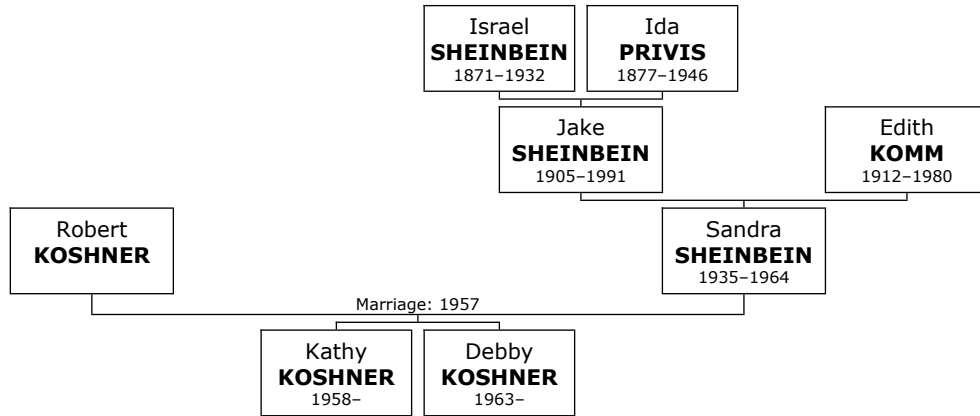 Israel
SHEINBEIN
1871–1932
Ida
PRIVIS
1877–1946
Jake
SHEINBEIN
1905–1991
Edith
KOMM
1912–1980
Robert
KOSHNER
Sandra
SHEINBEIN
1935–1964
Marriage: 1957
Kathy
KOSHNER
1958–
Debby
KOSHNER
1963–